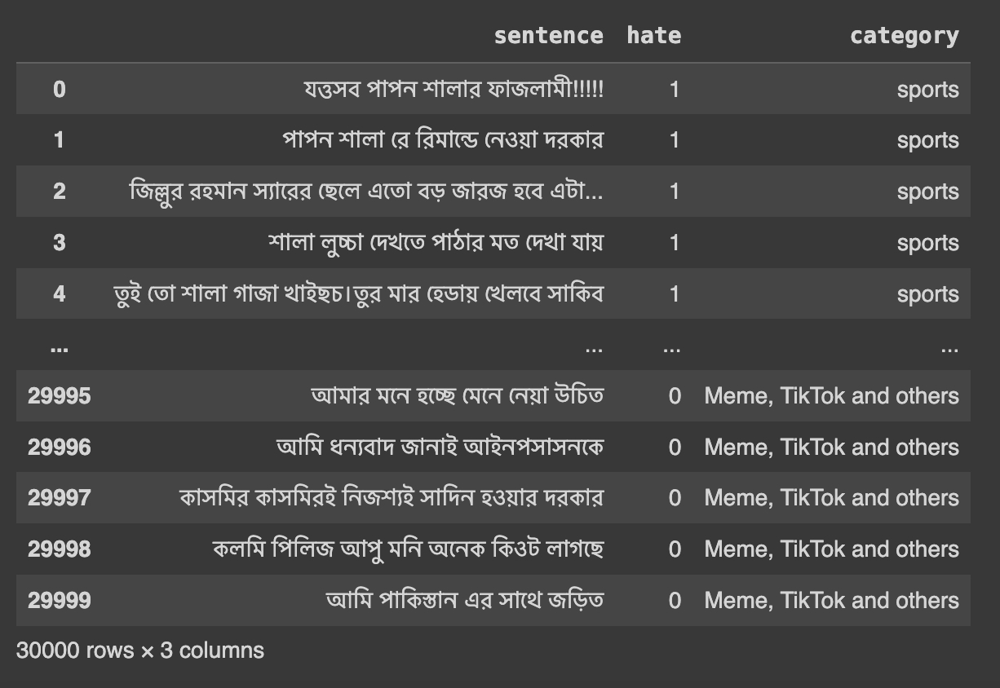 sentence hate category
0 যত্তসব পাপন শালার ফাজলামী!!!!! 1 sports
1 পাপন শালা রে রিমান্ডে নেওয়া দরকার 1 sports
2 জিল্লুর রহমান স্যারের ছেলে এতো বড় জারজ হবে এটা... 1 sports
3 শালা লুচ্চা দেখতে পাঠার মত দেখা যায় 1 sports
4 তুই তো শালা গাজা খাইছচ।তুর মার হেডায় খেলবে সাকিব 1 sports
... ... ... ...
29995 আমার মনে হচ্ছে মেনে নেয়া উচিত 0 Meme, TikTok and others
29996 আমি ধন্যবাদ জানাই আইনপসাসনকে 0 Meme, TikTok and others
29997 কাসমির কাসমিরই নিজশ্যই সাদিন হওয়ার দরকার 0 Meme, TikTok and others
29998 কলমি পিলিজ আপু মনি অনেক কিওট লাগছে 0 Meme, TikTok and others
29999 আমি পাকিস্তান এর সাথে জড়িত 0 Meme, TikTok and others
30000 rows × 3 columns